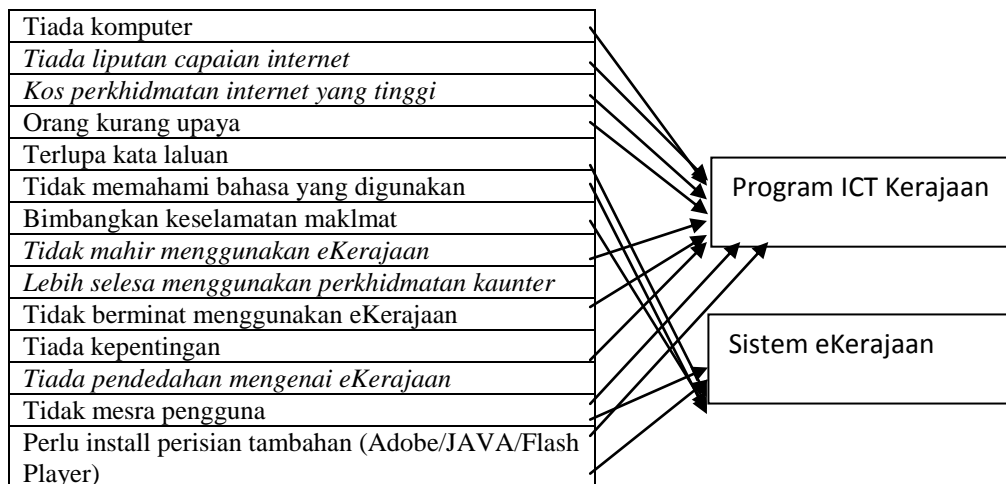 Tiada komputer
Tiada liputan capaian internet
Kos perkhidmatan internet yang tinggi
Orang kurang upaya
Terlupa kata laluan
Tidak memahami bahasa yang digunakan
Bimbangkan keselamatan maklmat
Tidak mahir menggunakan eKerajaan
Lebih selesa menggunakan perkhidmatan kaunter
Tidak berminat menggunakan eKerajaan
Tiada kepentingan
Tiada pendedahan mengenai eKerajaan
Tidak mesra pengguna
Perlu install perisian tambahan (Adobe/JAVA/Flash
Player)
Program ICT Kerajaan
Sistem eKerajaan